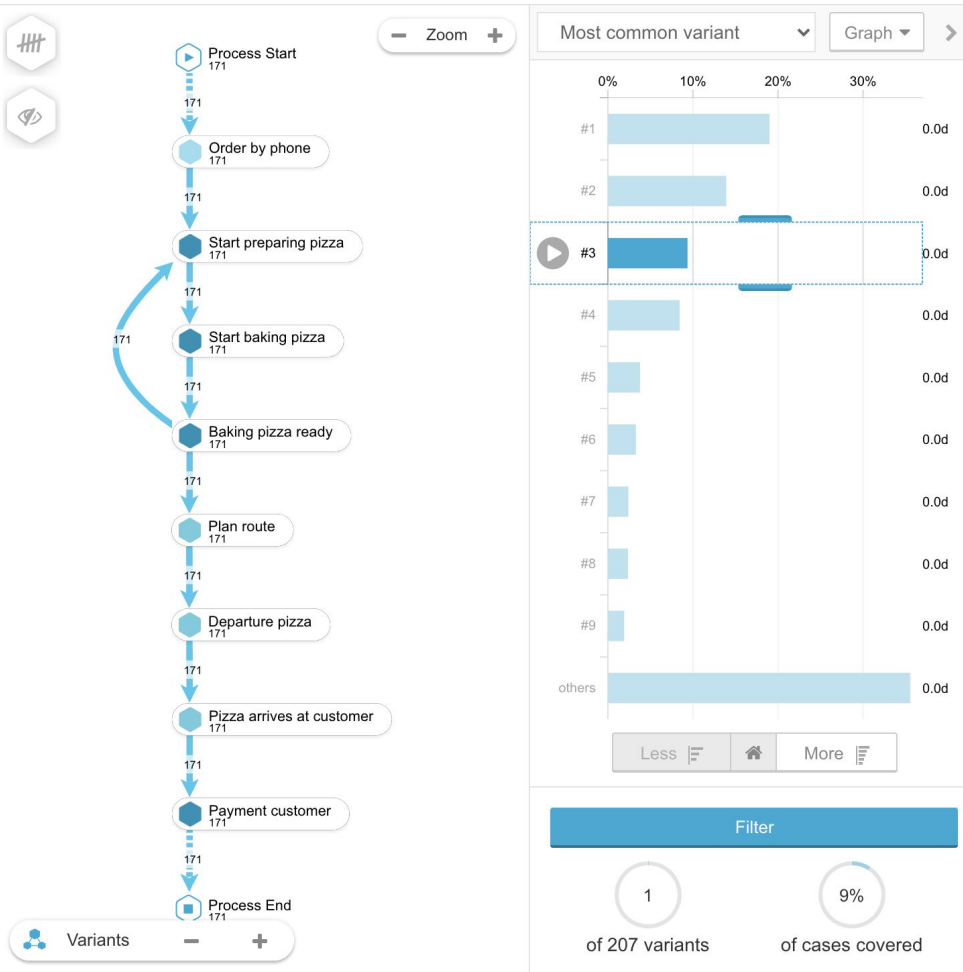 Process Start
171
171
Order by phone
171
171
Start preparing pizza
171
171
171
Start baking pizza
171
171
Baking pizza ready
171
171
Plan route
171
171
Departure pizza
171
171
Pizza arrives at customer
171
171
Payment customer
171
171
Process End
171
Variants
Zoom
Most common variant
Graph
0% 10% 20% 30%
#1 0.0d
#2 0.0d
#3 0.0d
#4 0.0d
#5 0.0d
#6 0.0d
#7 0.0d
#8 0.0d
#9 0.0d
others 0.0d
Less More
Filter
1 9%
of 207 variants of cases covered